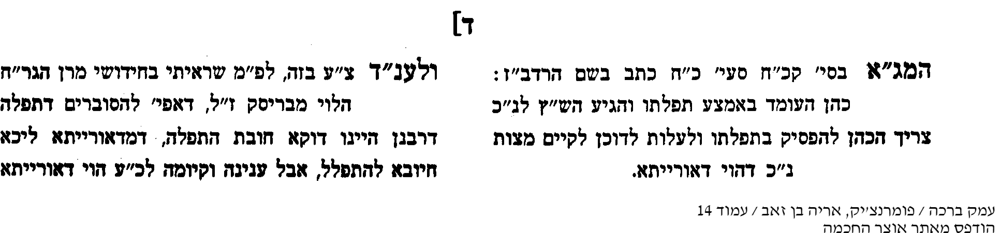 ד]
המג״א בסי׳ קכ״ח סעי׳ כ״ח כתב בשם הרדב״ז:
כהן העומד באמצע תפלתו והגיע הש״ץ לנ״כ
צריך הכהן להפסיק בתפלתו ולעלות לדוכן לקיים מצות
נ״כ דהוי דאורייתא.
ולענ״ד צ״ע בזה, לפ״מ שראיתי בחידושי מרן הגר״ח
הלוי מבריסק ז״ל, דאפי׳ להסוברים דתפלה
דרבנן היינו דוקא חובת התפלה, דמדאורייתא ליכא
חיובא להתפלל, אבל ענינה וקיומה לכ״ע הוי דאורייתא
עמק ברכה / פומרנצ׳יק, אריה בן זאב / עמוד 14
הודפס מאתר אוצר החכמה